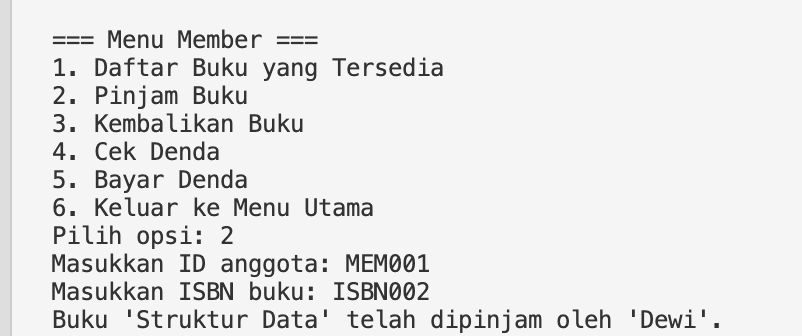 === Menu Member ===
1. Daftar Buku yang Tersedia
2. Pinjam Buku
3. Kembalikan Buku
4. Cek Denda
5. Bayar Denda
6. Keluar ke Menu Utama
Pilih opsi: 2
Masukkan ID anggota: MEM001
Masukkan ISBN buku: ISBN002
Buku 'Struktur Data' telah dipinjam oleh 'Dewi'.